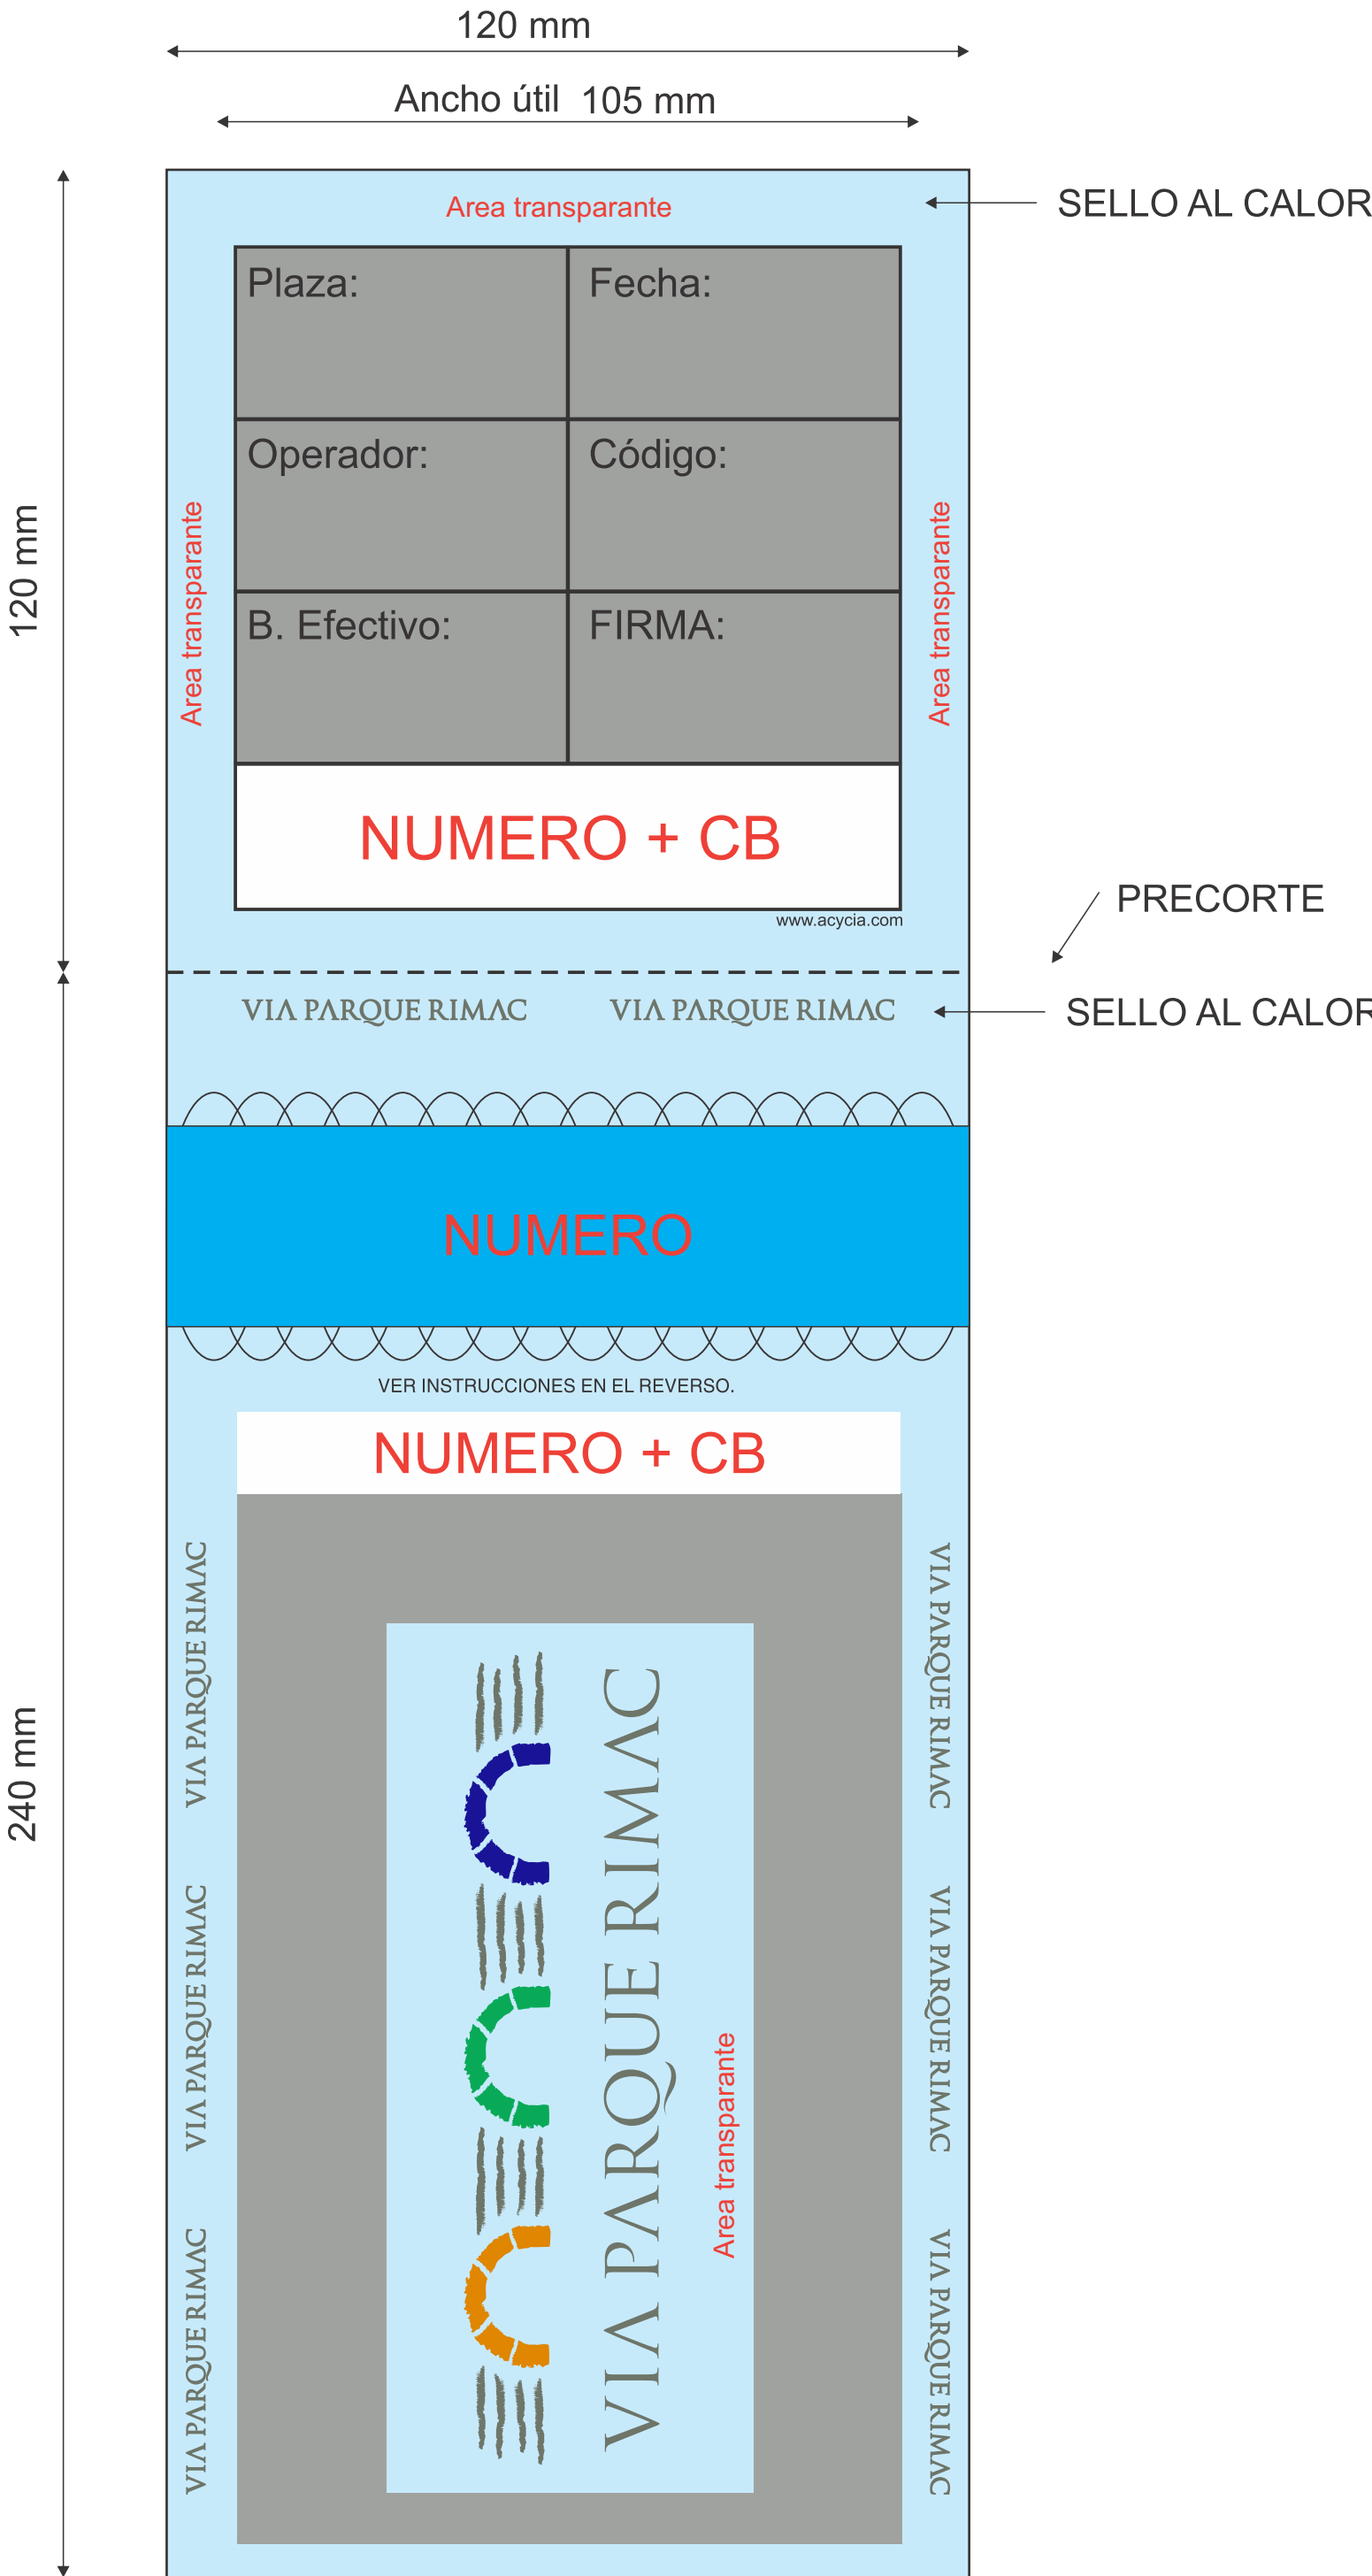 120 mm
Ancho útil 105 mm
SELLO AL CALOR
Area transparante
Plaza:
Fecha:
Operador:
Código:
120 mm
Area transparante
Area transparante
B. Efectivo:
FIRMA:
NUMERO + CB
www.acycia.com
PRECORTE
VIA PARQUE RIMAC
VIA PARQUE RIMAC
SELLO AL CALOR
NUMERO
VER INSTRUCCIONES EN EL REVERSO.
NUMERO + CB
240 mm
VIA PARQUE RIMAC
VIA PARQUE RIMAC
VIA PARQUE RIMAC
VIA PARQUE RIMAC
Area transparante
VIA PARQUE RIMAC
VIA PARQUE RIMAC
VIA PARQUE RIMAC